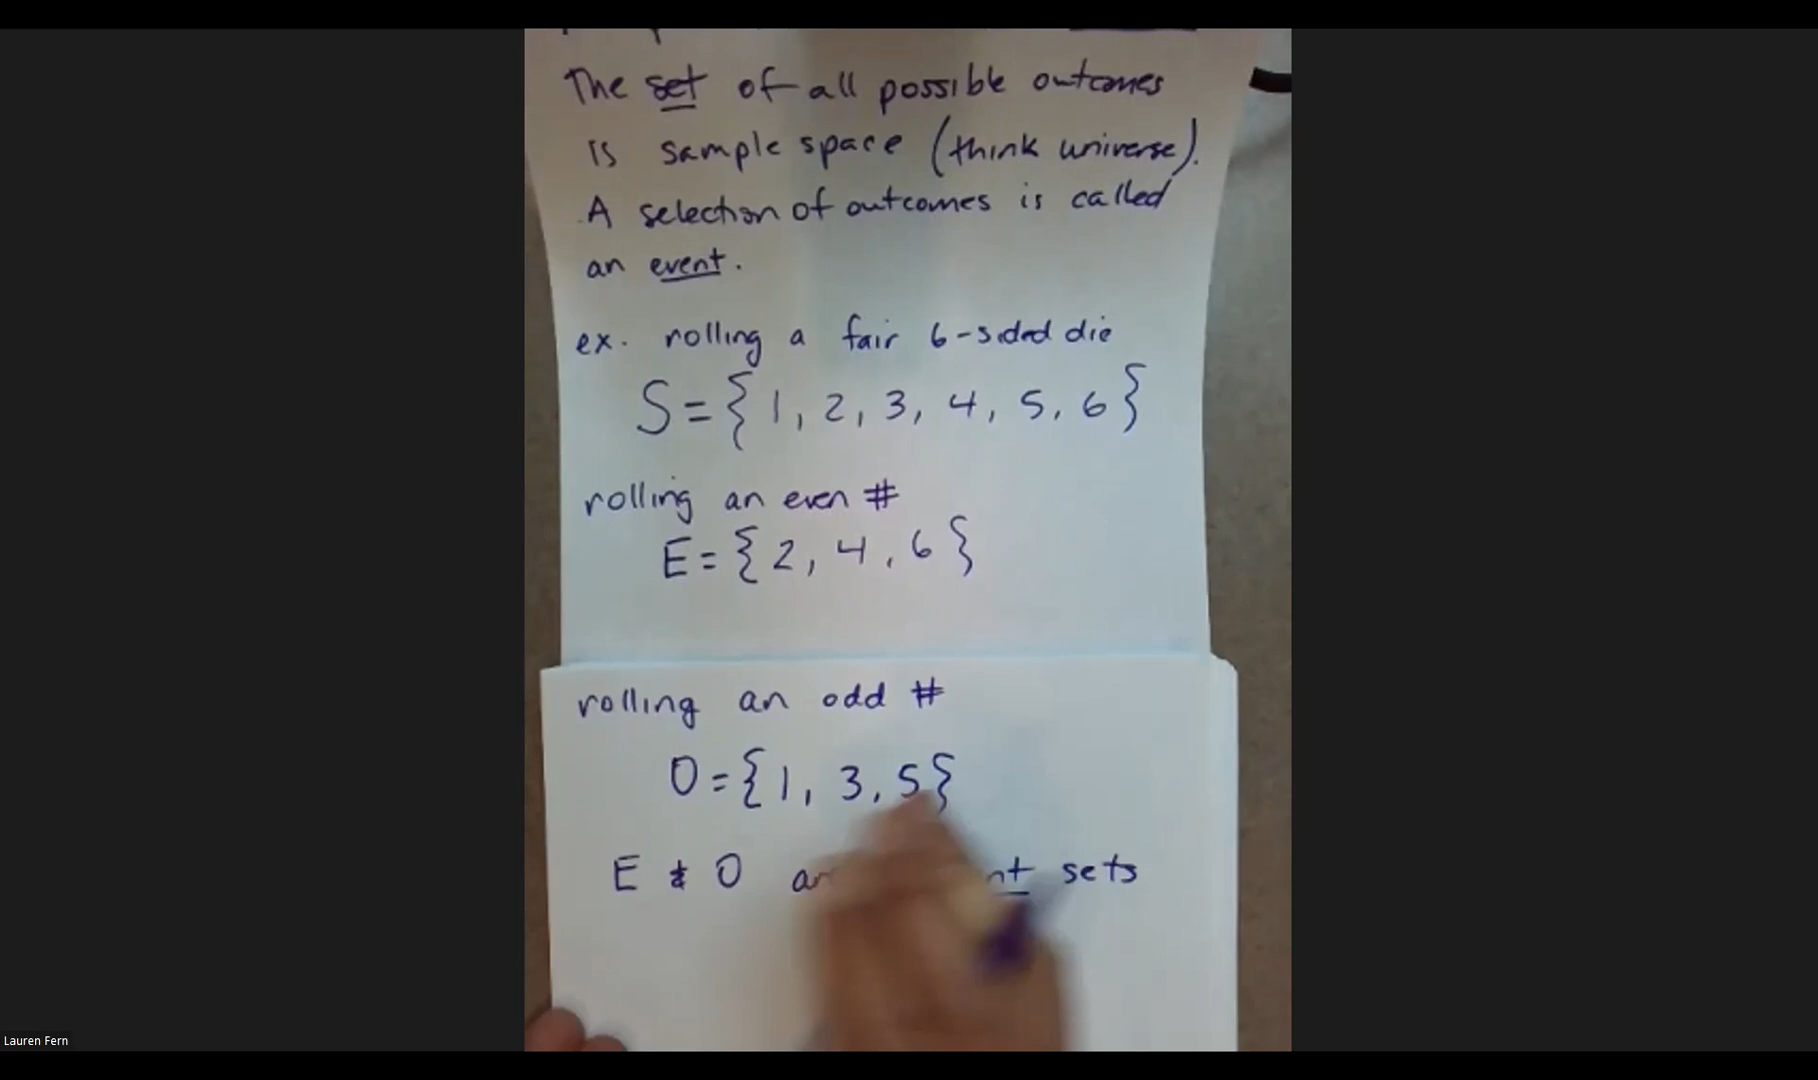 The set of all possible outcomes
is sample space (think universe).
A selection of outcomes is called
an event.
ex. rolling a fair 6-sided die
S = { 1, 2, 3, 4, 5, 6 }
rolling an even #
E = { 2, 4, 6 }
rolling an odd #
O = { 1, 3, 5 }
E & O sets
Lauren Fern